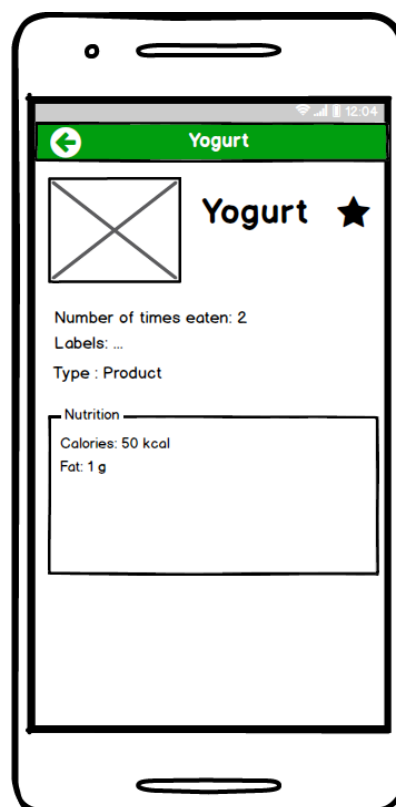 12:04
Yogurt
Yogurt
Number of times eaten: 2
Labels: ...
Type : Product
Nutrition
Calories: 50 kcal
Fat: 1 g